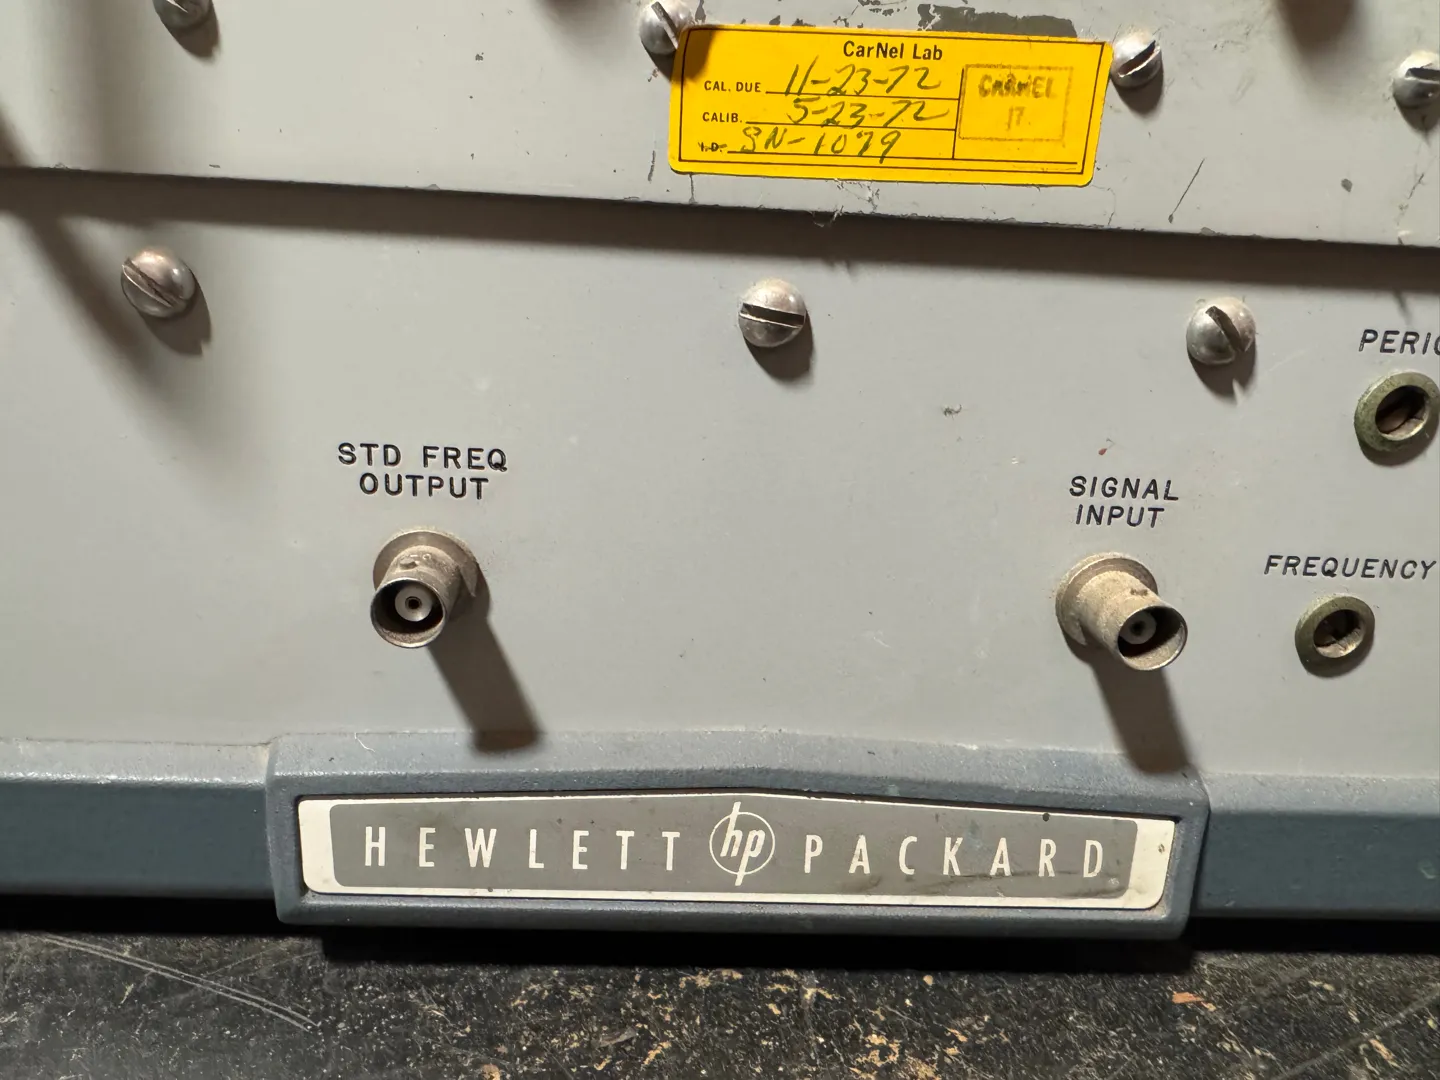 CarNel Lab
CAL. DUE 11-23-72
CALIB. 5-23-72
I.D. SN-1079
CARNEL
17
STD FREQ
OUTPUT
SIGNAL
INPUT
FREQUENCY
HEWLETT hp PACKARD